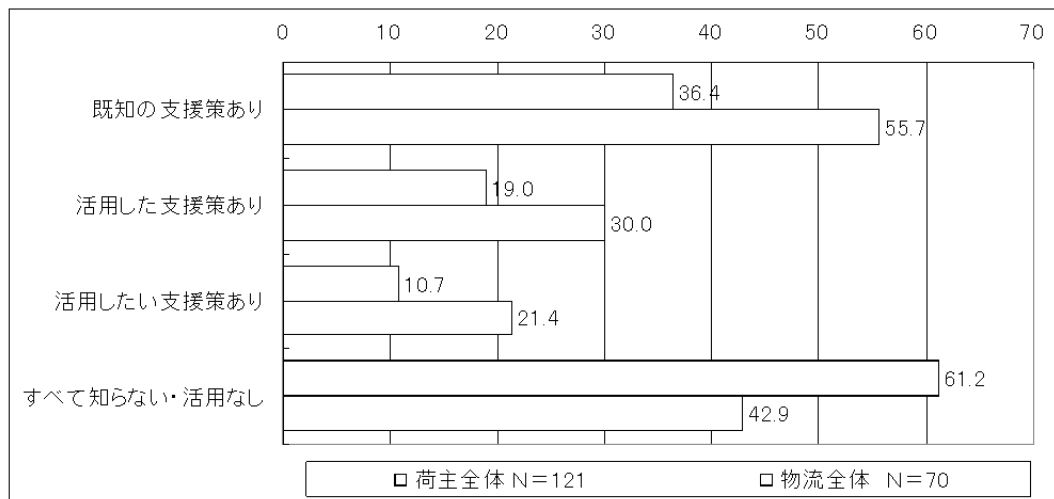 0 10 20 30 40 50 60 70
既知の支援策あり
36.4
55.7
活用した支援策あり
19.0
30.0
活用したい支援策あり
10.7
21.4
すべて知らない・活用なし
61.2
42.9
荷主全体 N=121 物流全体 N=70